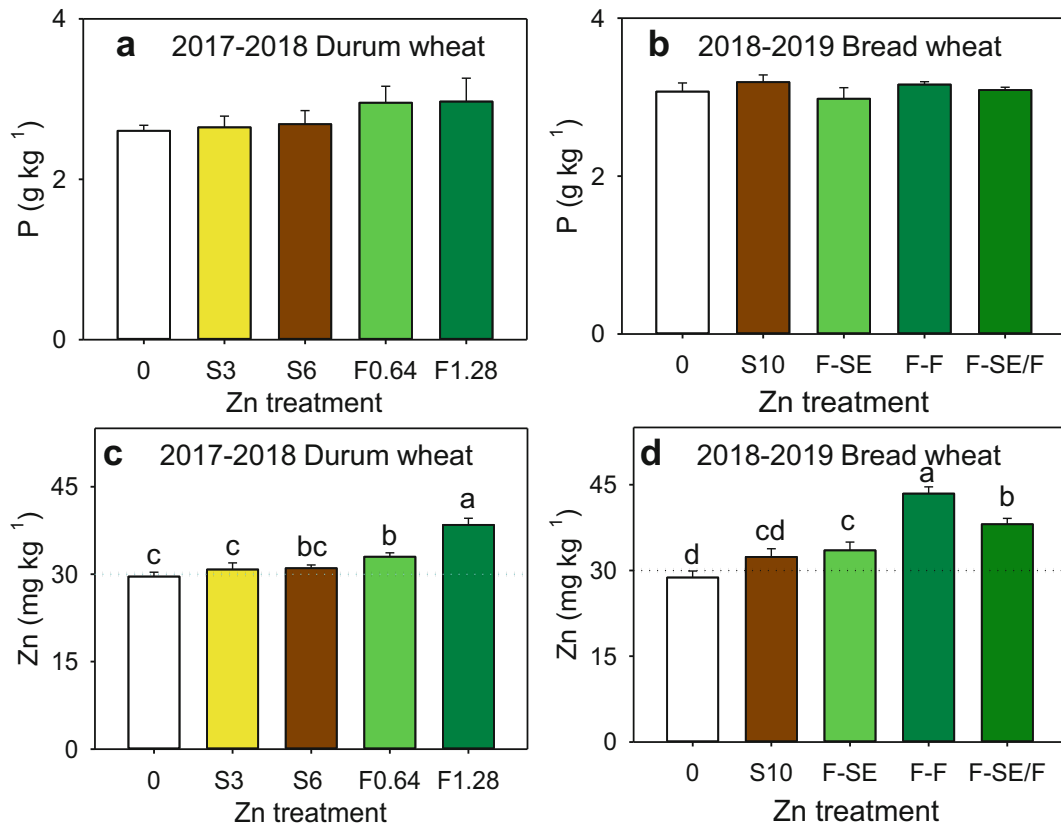 a 2017-2018 Durum wheat
P (g kg ¹)
4
2
0
0 S3 S6 F0.64 F1.28
Zn treatment
b 2018-2019 Bread wheat
P (g kg ¹)
4
2
0
0 S10 F-SE F-F F-SE/F
Zn treatment
c 2017-2018 Durum wheat
Zn (mg kg ¹)
45
30
15
0
c c bc b a
0 S3 S6 F0.64 F1.28
Zn treatment
d 2018-2019 Bread wheat
Zn (mg kg ¹)
45
30
15
0
d cd c a b
0 S10 F-SE F-F F-SE/F
Zn treatment